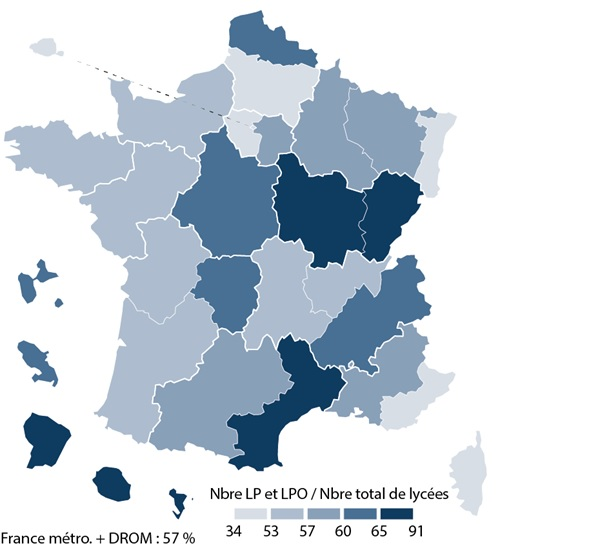 Nbre LP et LPO / Nbre total de lycées
34 53 57 60 65 91
France métro. + DROM : 57 %